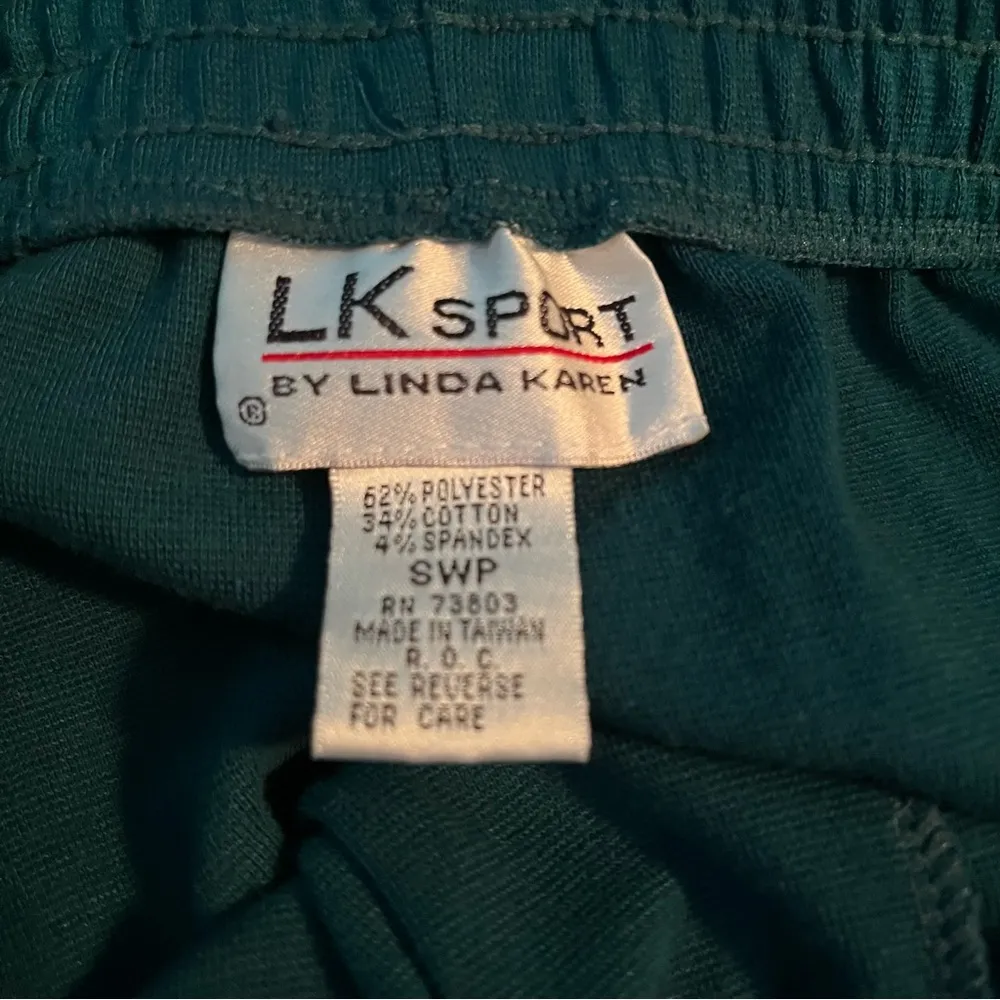 LK SPORT
BY LINDA KAREN
®
62% POLYESTER
34% COTTON
4% SPANDEX
SWP
RN 73803
MADE IN TAIWAN
R. O. C.
SEE REVERSE
FOR CARE